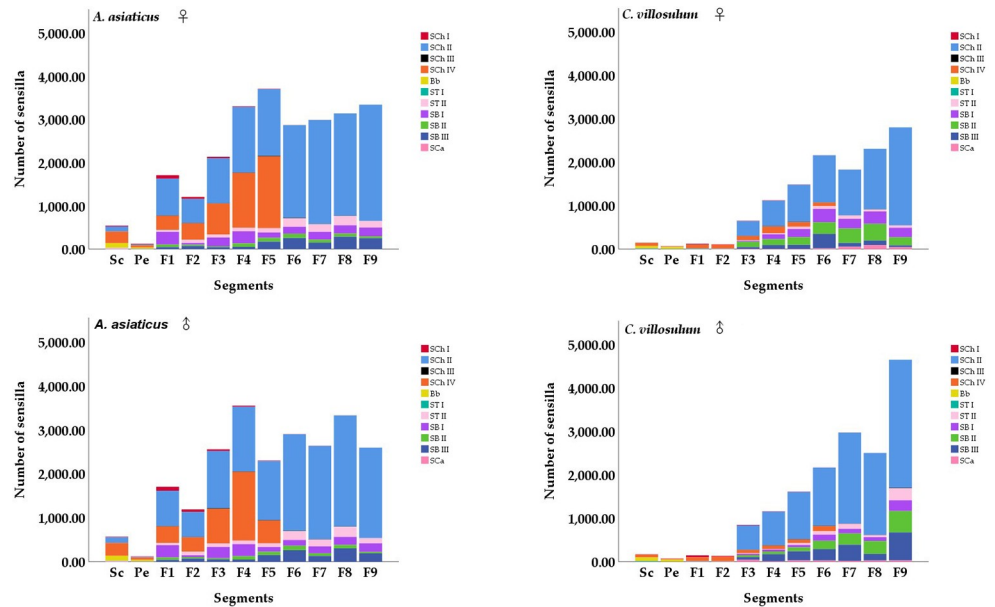 A. asiaticus ♀
Number of sensilla
5,000.00
4,000.00
3,000.00
2,000.00
1,000.00
0.00
Sc Pe F1 F2 F3 F4 F5 F6 F7 F8 F9
Segments
SCh I
SCh II
SCh III
SCh IV
Bb
ST I
ST II
SB I
SB II
SB III
SCa
C. villosulum ♀
Number of sensilla
5,000.00
4,000.00
3,000.00
2,000.00
1,000.00
0.00
Sc Pe F1 F2 F3 F4 F5 F6 F7 F8 F9
Segments
SCh I
SCh II
SCh III
SCh IV
Bb
ST I
ST II
SB I
SB II
SB III
SCa
A. asiaticus ♂
Number of sensilla
5,000.00
4,000.00
3,000.00
2,000.00
1,000.00
0.00
Sc Pe F1 F2 F3 F4 F5 F6 F7 F8 F9
Segments
SCh I
SCh II
SCh III
SCh IV
Bb
ST I
ST II
SB I
SB II
SB III
SCa
C. villosulum ♂
Number of sensilla
5,000.00
4,000.00
3,000.00
2,000.00
1,000.00
0.00
Sc Pe F1 F2 F3 F4 F5 F6 F7 F8 F9
Segments
SCh I
SCh II
SCh III
SCh IV
Bb
ST I
ST II
SB I
SB II
SB III
SCa